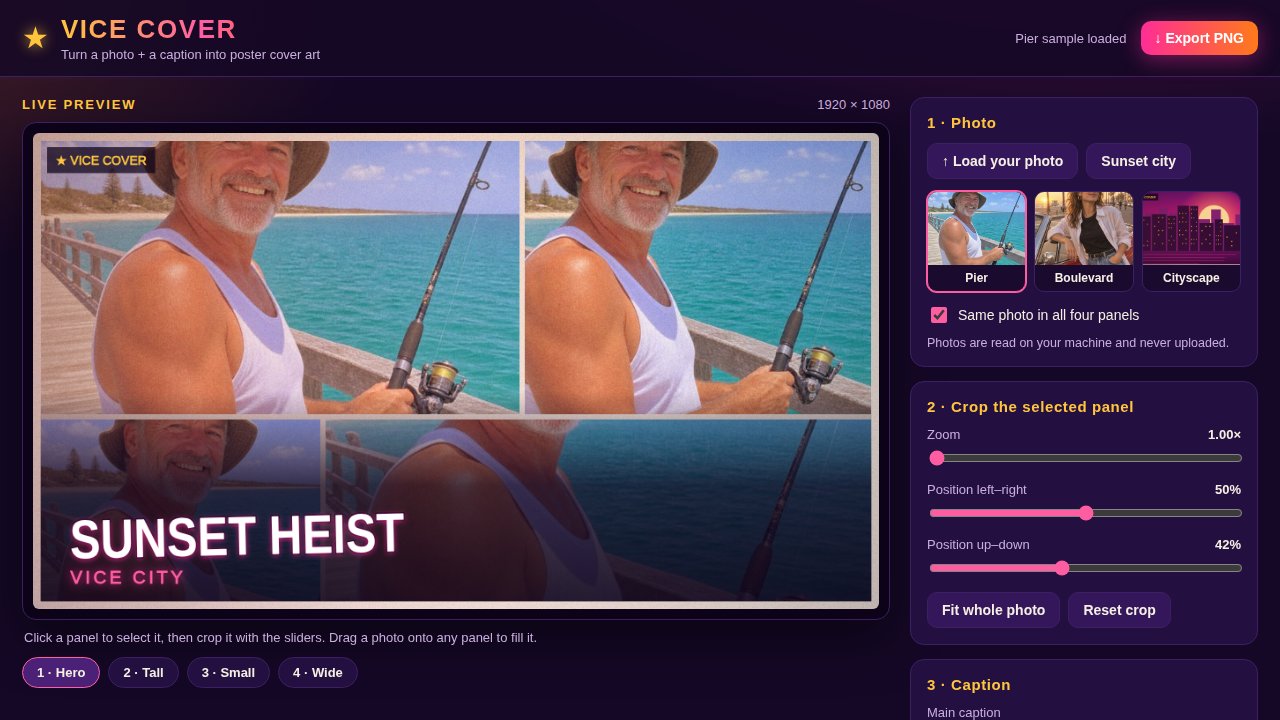 ★ VICE COVER
Turn a photo + a caption into poster cover art
Pier sample loaded
↓ Export PNG
LIVE PREVIEW
1920 × 1080
★ VICE COVER
SUNSET HEIST
VICE CITY
Click a panel to select it, then crop it with the sliders. Drag a photo onto any panel to fill it.
1 · Hero
2 · Tall
3 · Small
4 · Wide
1 · Photo
↑ Load your photo
Sunset city
Pier
Boulevard
Cityscape
Same photo in all four panels
Photos are read on your machine and never uploaded.
2 · Crop the selected panel
Zoom
1.00×
Position left–right
50%
Position up–down
42%
Fit whole photo
Reset crop
3 · Caption
Main caption